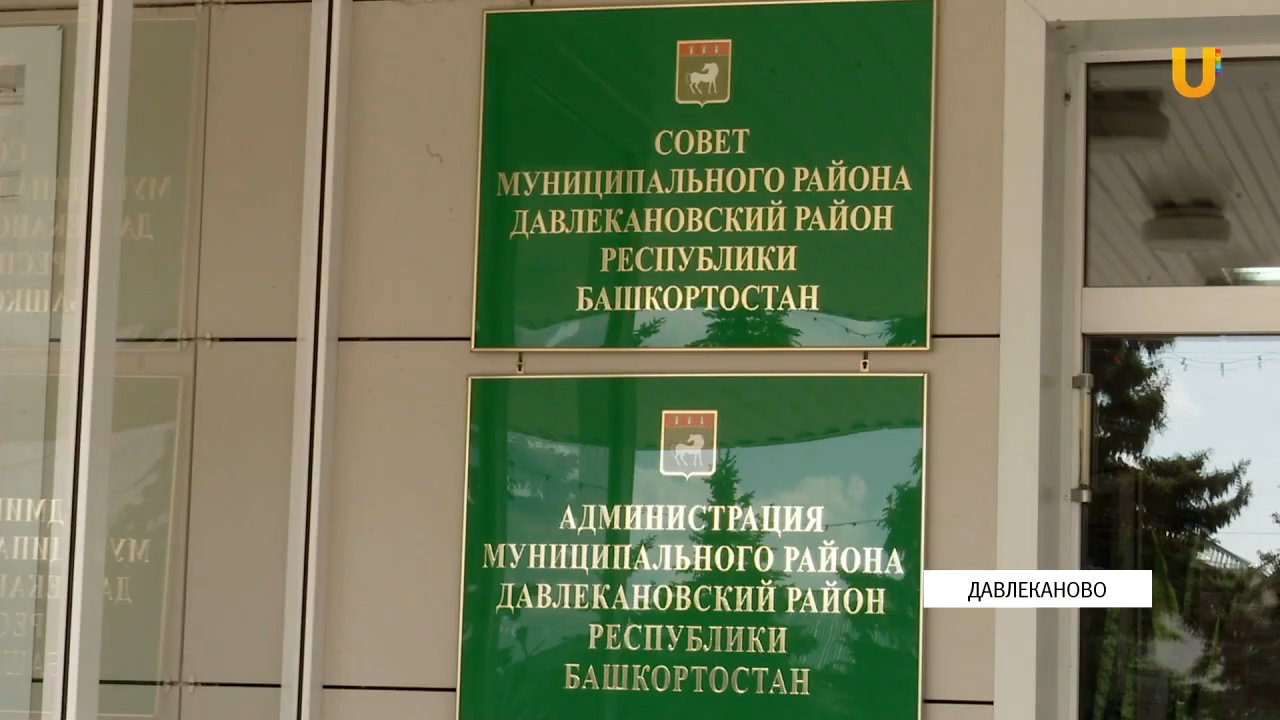 U
СОВЕТ
МУНИЦИПАЛЬНОГО РАЙОНА
ДАВЛЕКАНОВСКИЙ РАЙОН
РЕСПУБЛИКИ
БАШКОРТОСТАН
АДМИНИСТРАЦИЯ
МУНИЦИПАЛЬНОГО РАЙОНА
ДАВЛЕКАНОВСКИЙ РАЙОН
РЕСПУБЛИКИ
БАШКОРТОСТАН
ДАВЛЕКАНОВО